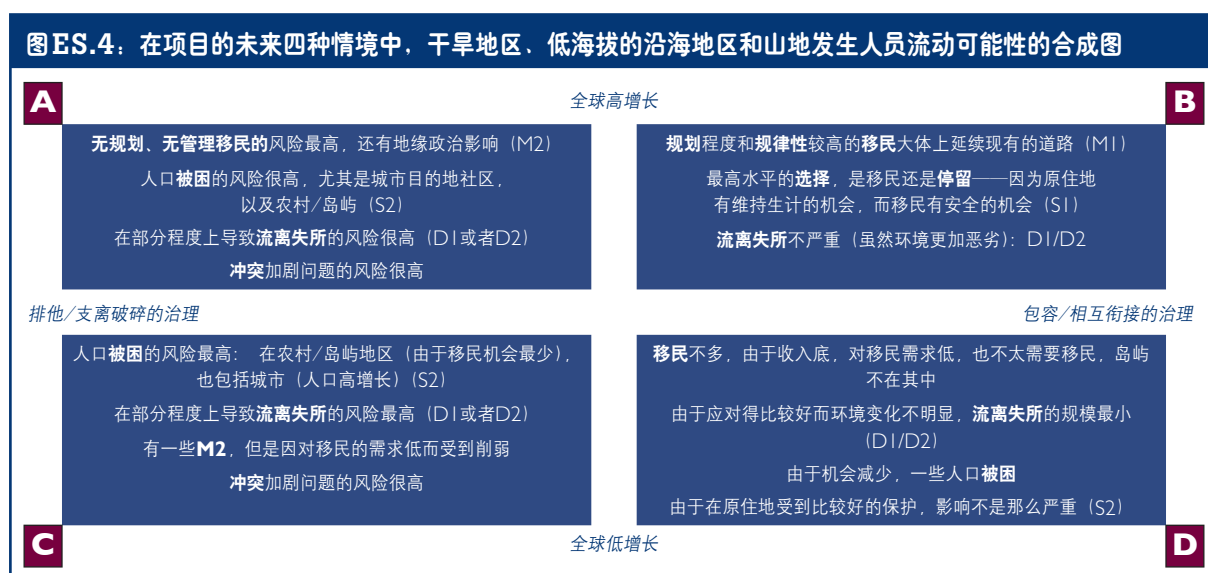 图ES.4：在项目的未来四种情境中，干旱地区、低海拔的沿海地区和山地发生人员流动可能性的合成图
A
全球高增长
B
无规划、无管理移民的风险最高，还有地缘政治影响（M2）
人口被困的风险很高，尤其是城市目的地社区，
以及农村/岛屿（S2）
在部分程度上导致流离失所的风险很高（D1或者D2）
冲突加剧问题的风险很高
规划程度和规律性较高的移民大体上延续现有的道路（M1）
最高水平的选择，是移民还是停留——因为原住地
有维持生计的机会，而移民有安全的机会（S1）
流离失所不严重（虽然环境更加恶劣）：D1/D2
排他/支离破碎的治理
包容/相互衔接的治理
人口被困的风险最高： 在农村/岛屿地区（由于移民机会最少），
也包括城市（人口高增长）（S2）
在部分程度上导致流离失所的风险最高（D1或者D2）
有一些M2，但是因对移民的需求低而受到削弱
冲突加剧问题的风险很高
移民不多，由于收入底，对移民需求低，也不太需要移民，岛屿
不在其中
由于应对得比较好而环境变化不明显，流离失所的规模最小
（D1/D2）
由于机会减少，一些人口被困
由于在原住地受到比较好的保护，影响不是那么严重（S2）
C
全球低增长
D